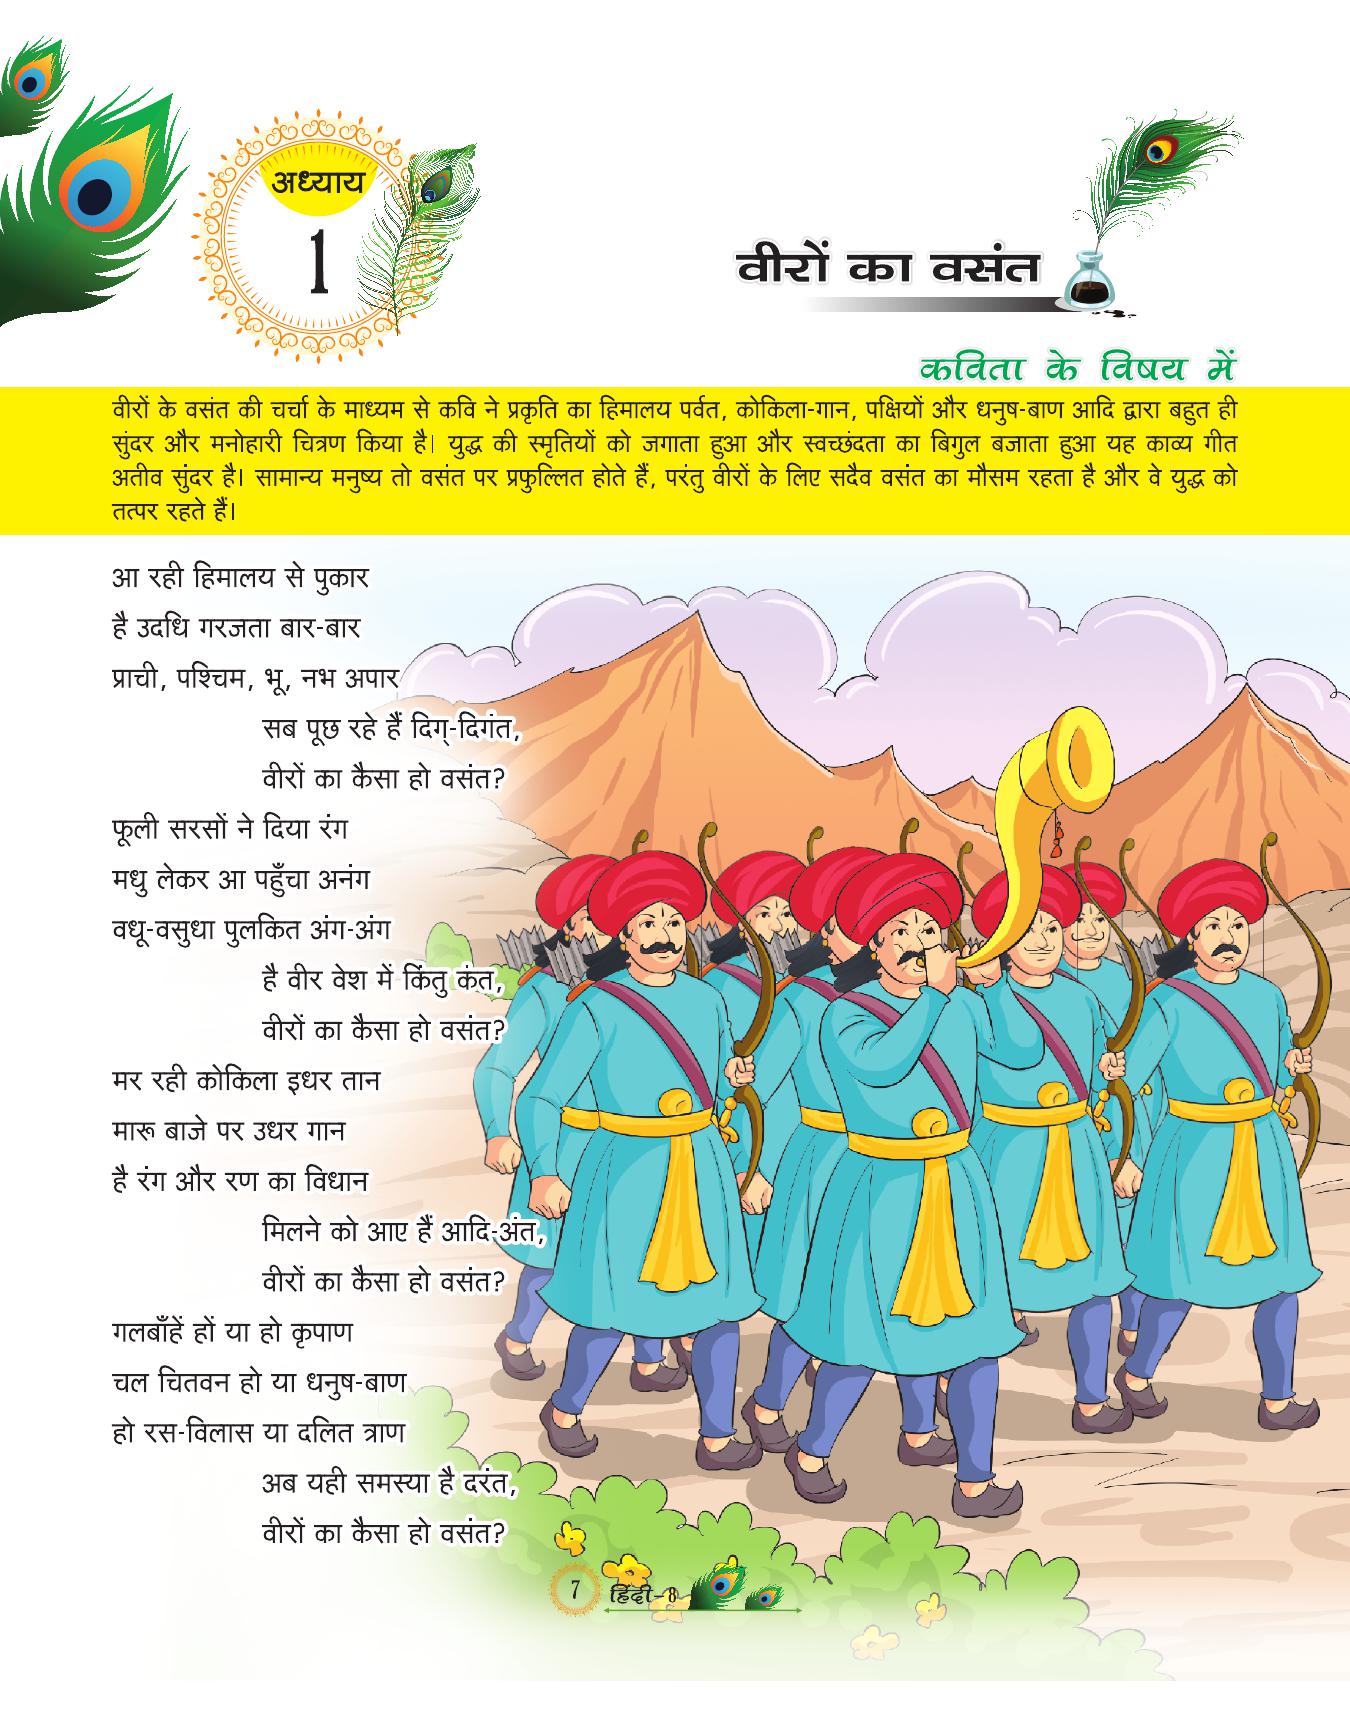 अध्याय
1
वीरों का वसंत
कविता के विषय में
वीरों के वसंत की चर्चा के माध्यम से कवि ने प्रकृति का हिमालय पर्वत, कोकिला-गान, पक्षियों और धनुष-बाण आदि द्वारा बहुत ही
सुंदर और मनोहारी चित्रण किया है। युद्ध की स्मृतियों को जगाता हुआ और स्वच्छंदता का बिगुल बजाता हुआ यह काव्य गीत
अतीव सुंदर है। सामान्य मनुष्य तो वसंत पर प्रफुल्लित होते हैं, परंतु वीरों के लिए सदैव वसंत का मौसम रहता है और वे युद्ध को
तत्पर रहते हैं।
आ रही हिमालय से पुकार
है उदधि गरजता बार-बार
प्राची, पश्चिम, भू, नभ अपार
सब पूछ रहे हैं दिग्-दिगंत,
वीरों का कैसा हो वसंत?
फूली सरसों ने दिया रंग
मधु लेकर आ पहुँचा अनंग
वधू-वसुधा पुलकित अंग-अंग
है वीर वेश में किंतु कंत,
वीरों का कैसा हो वसंत?
मर रही कोकिला इधर तान
मारू बाजे पर उधर गान
है रंग और रण का विधान
मिलने को आए हैं आदि-अंत,
वीरों का कैसा हो वसंत?
गलबाँहें हों या हो कृपाण
चल चितवन हो या धनुष-बाण
हो रस-विलास या दलित त्राण
अब यही समस्या है दरंत,
वीरों का कैसा हो वसंत?
7 हिंदी-8